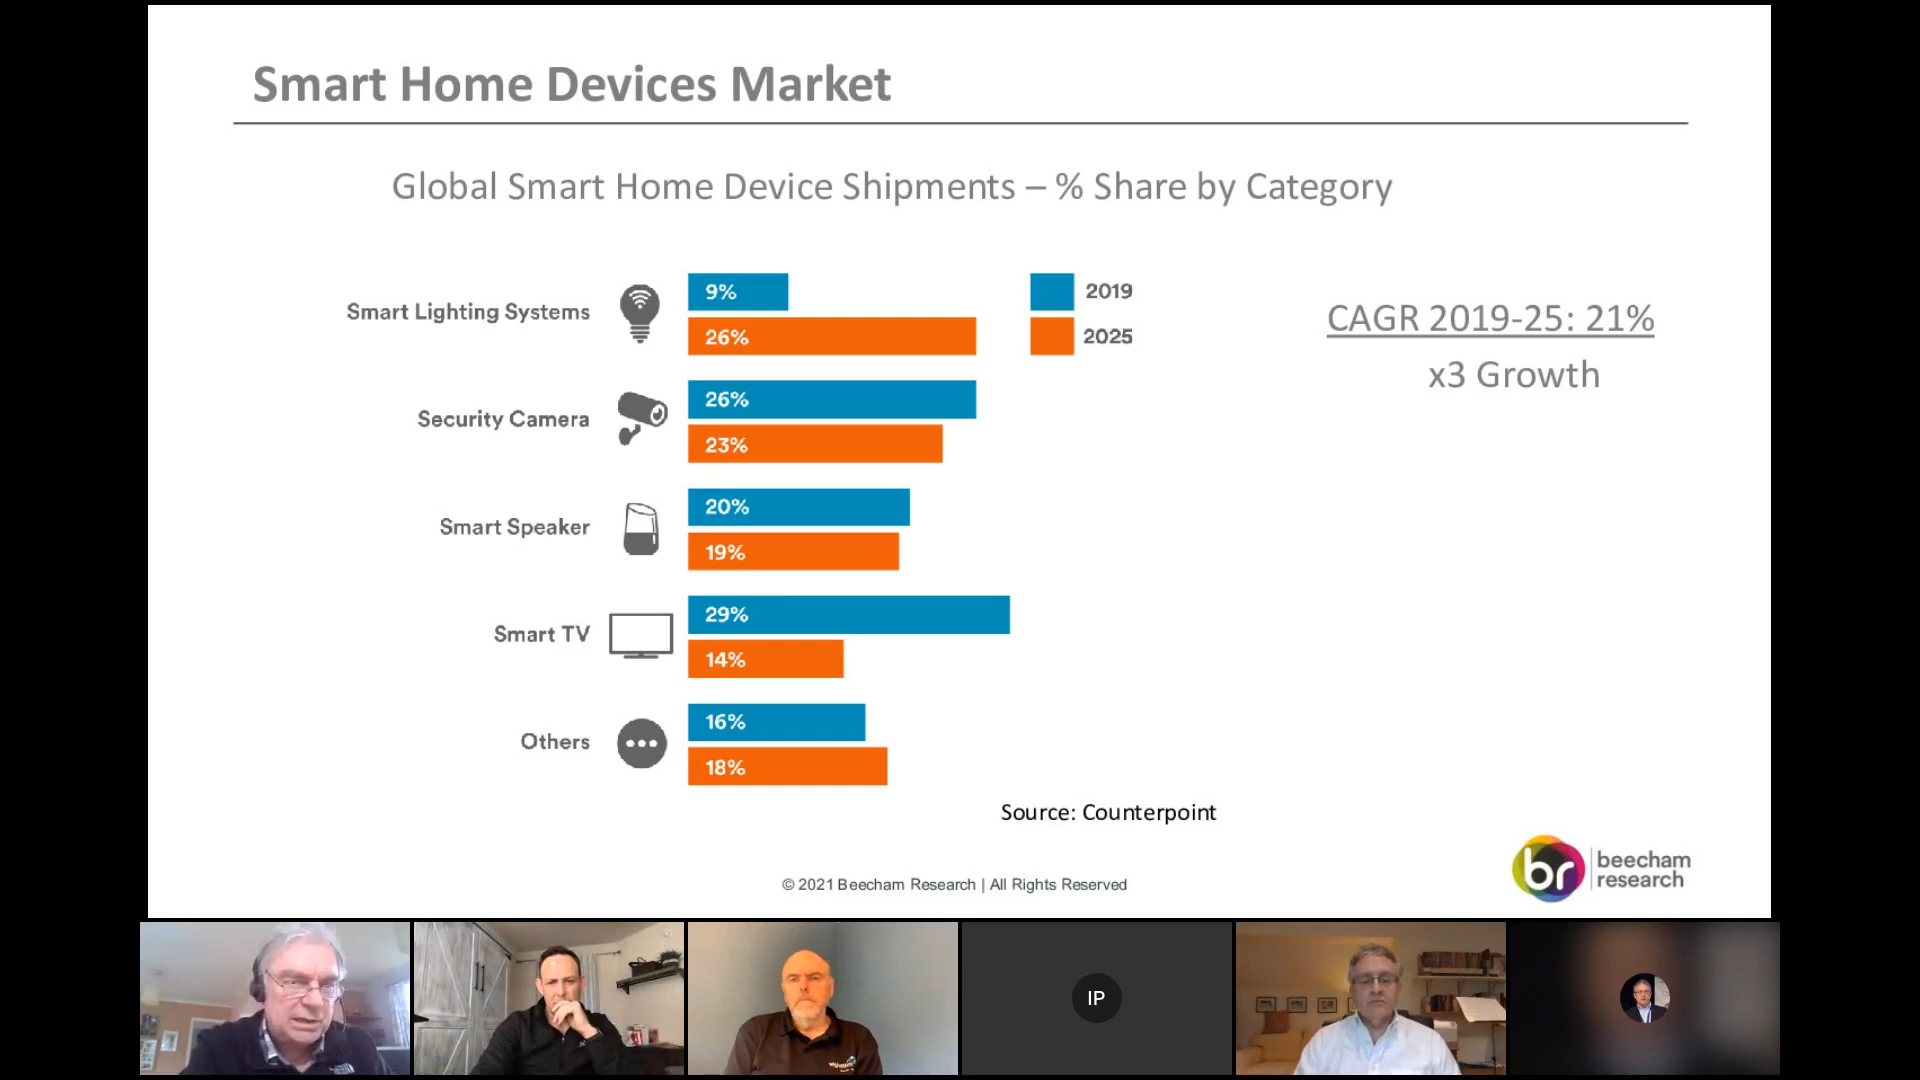 Smart Home Devices Market
Global Smart Home Device Shipments – % Share by Category
Smart Lighting Systems
9%
26%
2019
2025
CAGR 2019-25: 21%
x3 Growth
Security Camera
26%
23%
Smart Speaker
20%
19%
Smart TV
29%
14%
Others
16%
18%
Source: Counterpoint
© 2021 Beecham Research | All Rights Reserved
br
beecham
research
IP